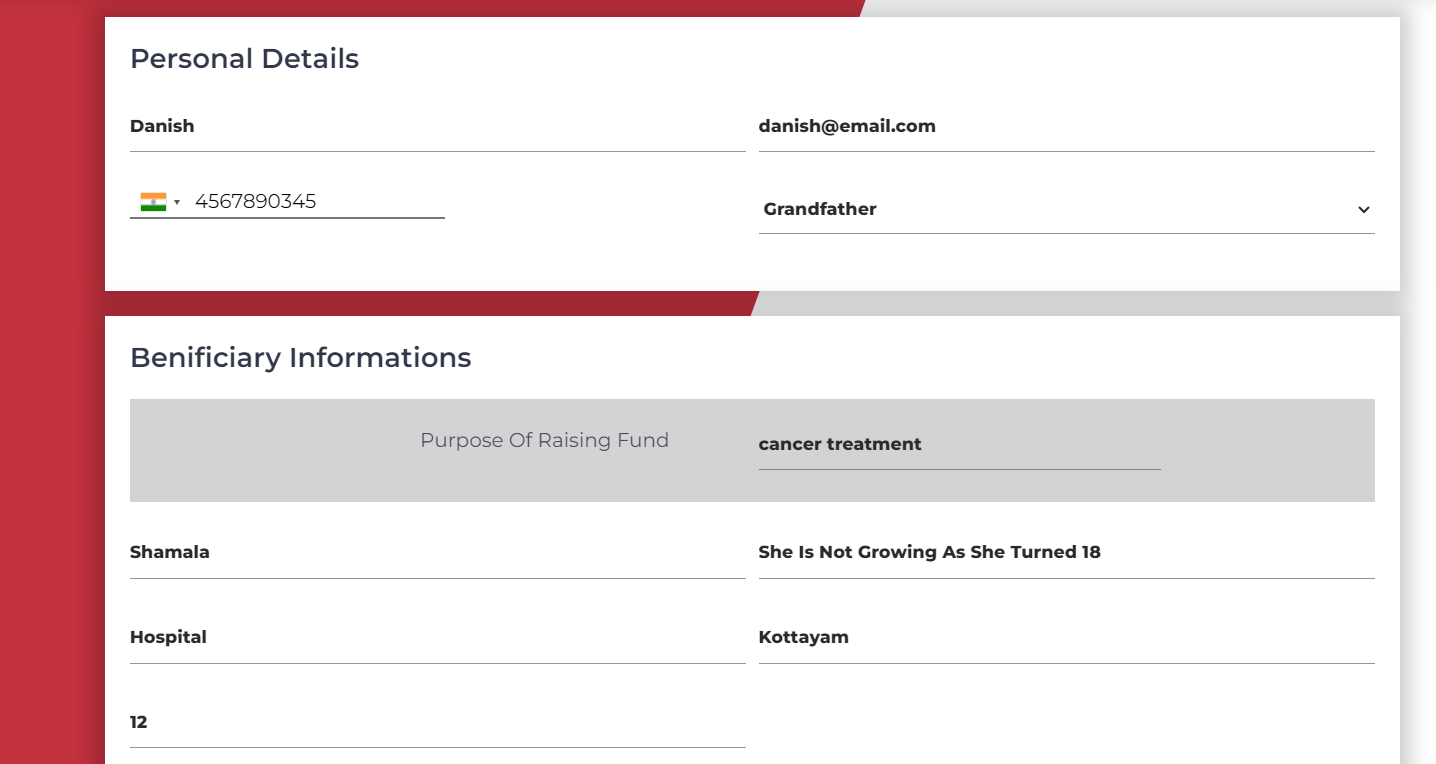 Personal Details
Danish
danish@email.com
4567890345
Grandfather
Benificiary Informations
Purpose Of Raising Fund
cancer treatment
Shamala
She Is Not Growing As She Turned 18
Hospital
Kottayam
12